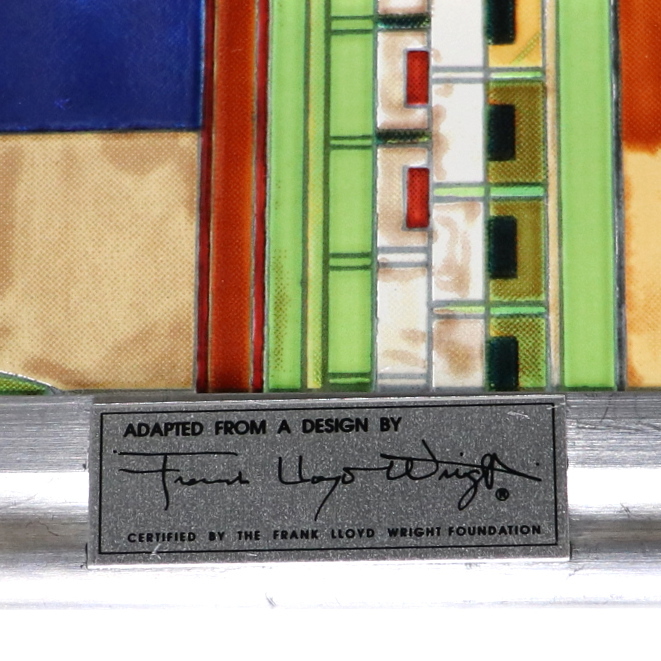 ADAPTED FROM A DESIGN BY
Frank Lloyd Wright ®
CERTIFIED BY THE FRANK LLOYD WRIGHT FOUNDATION